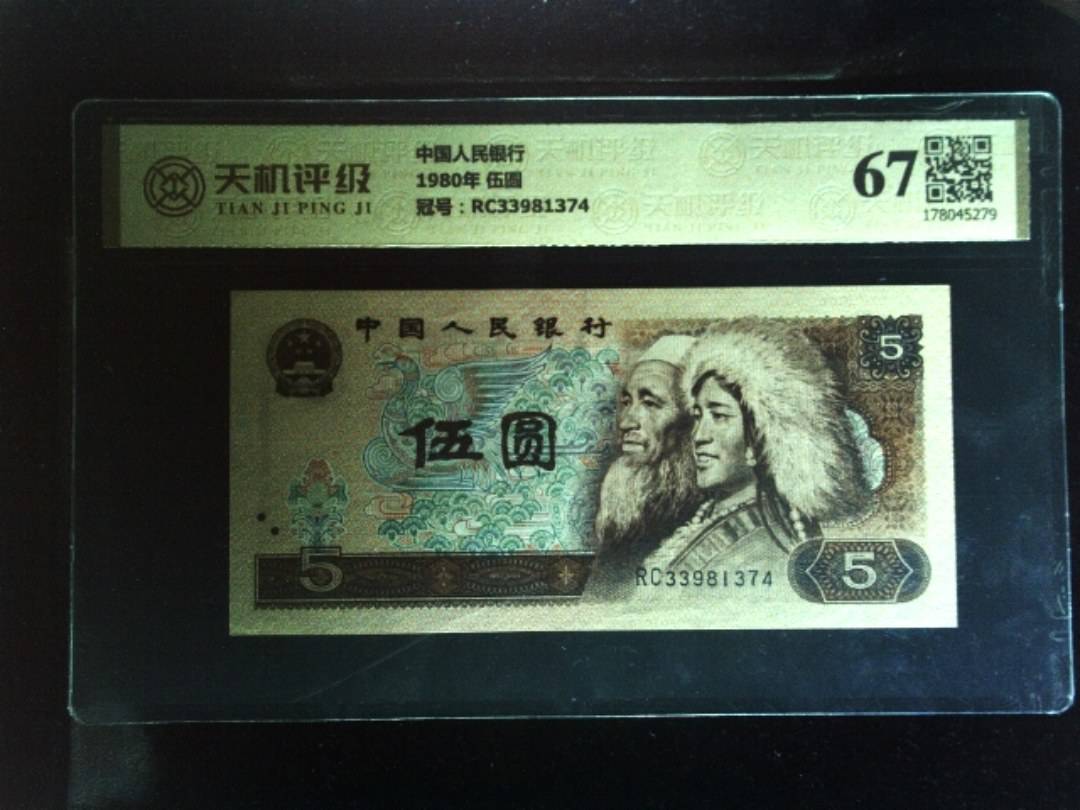 天机评级
TIAN JI PING JI
中国人民银行
1980年 伍圆
冠号：RC33981374
67
178045279
中国人民银行
5
伍圆
5
RC33981374
5